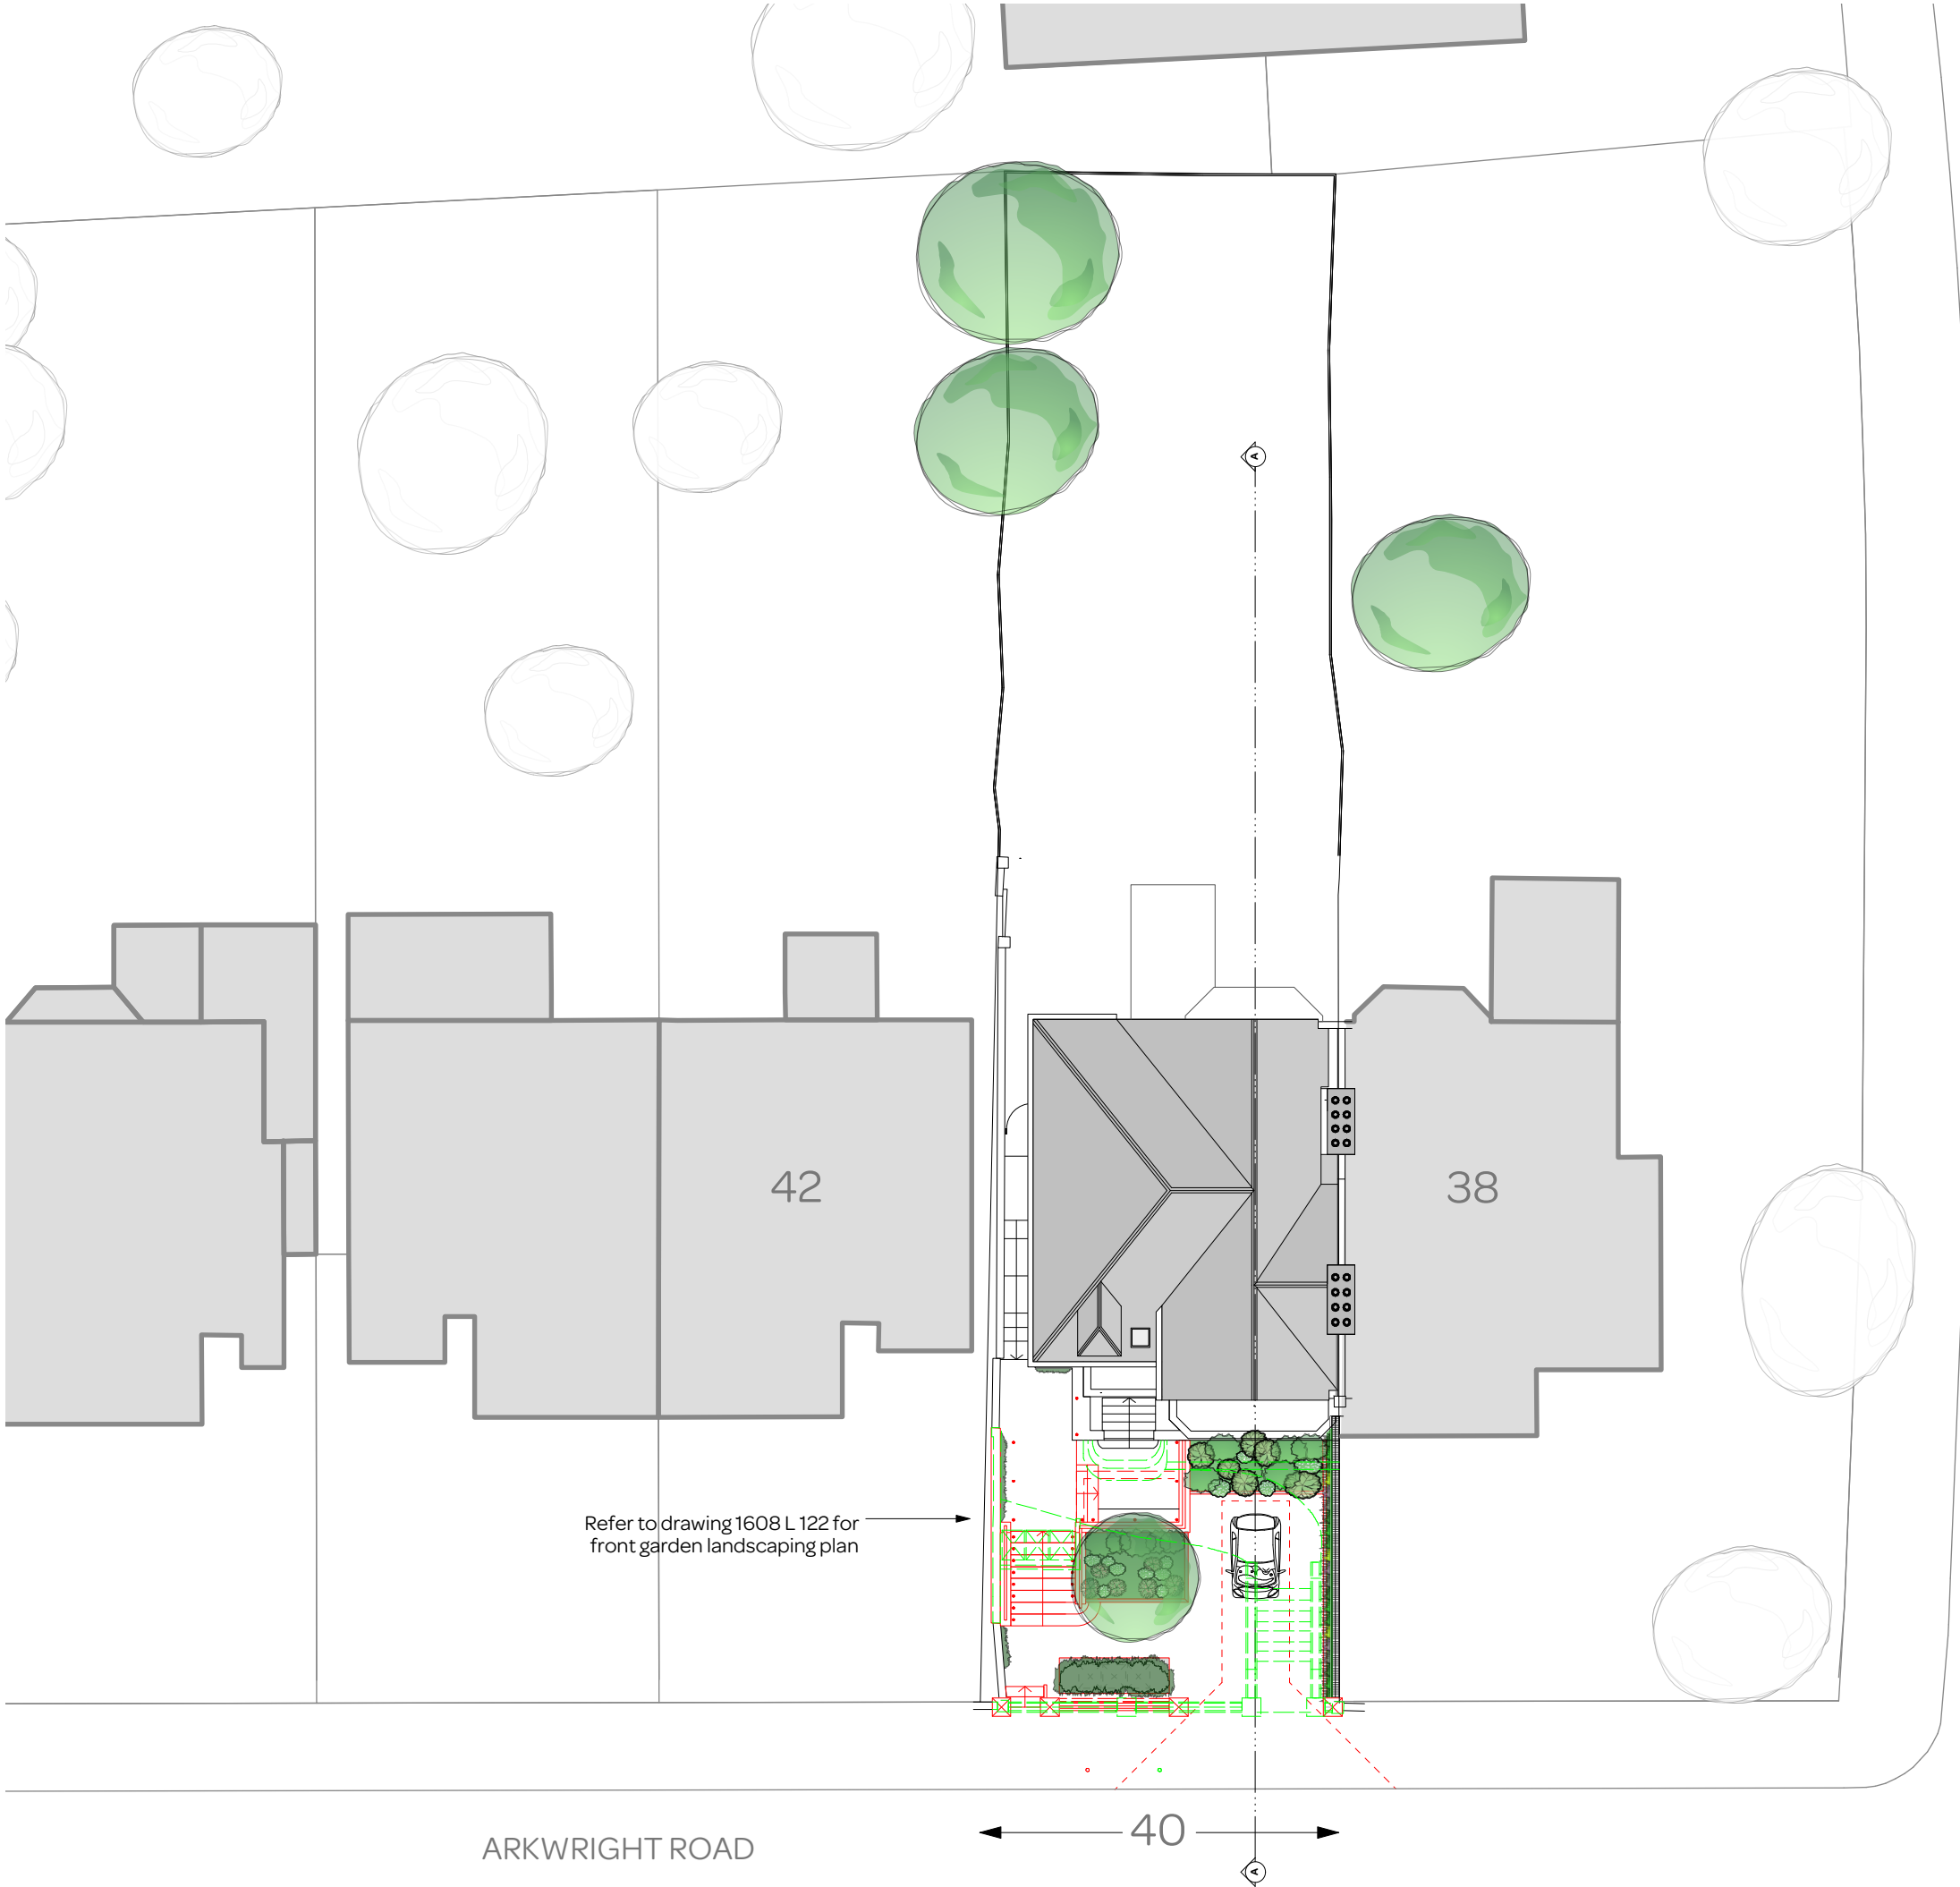 A
42
38
Refer to drawing 1608 L 122 for
front garden landscaping plan
40
ARKWRIGHT ROAD
A